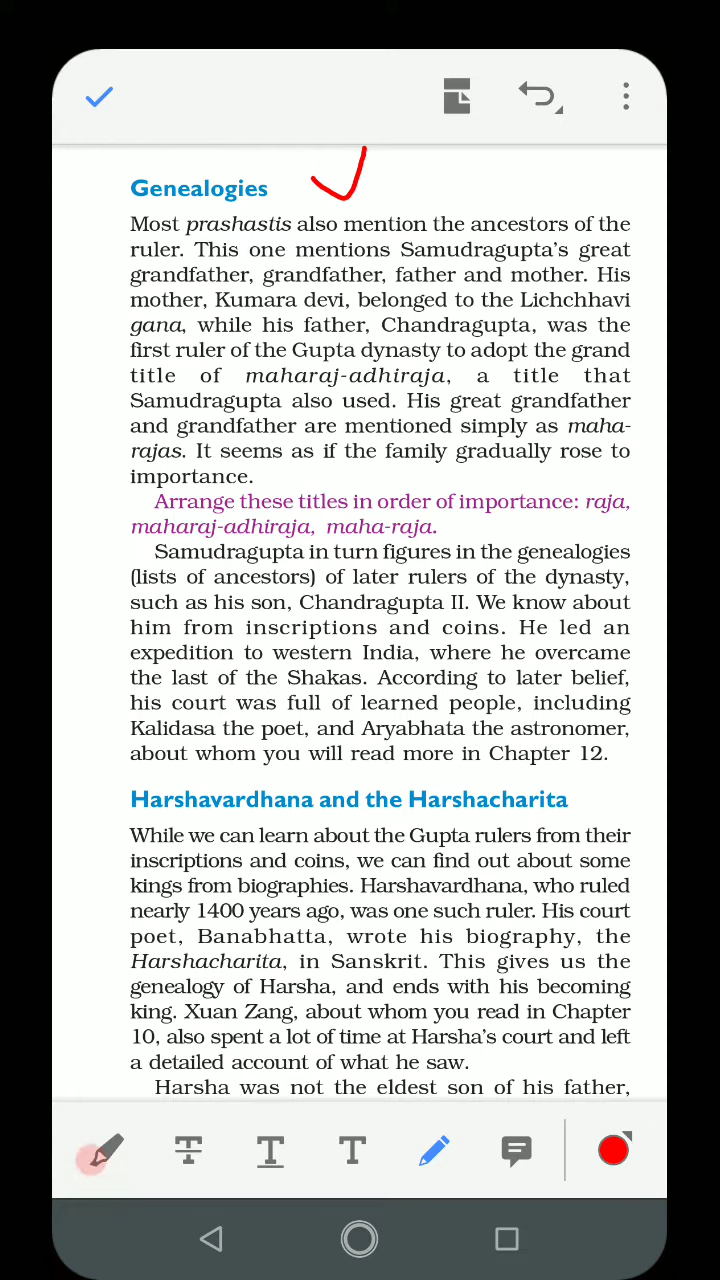 Genealogies
Most prashastis also mention the ancestors of the
ruler. This one mentions Samudragupta's great
grandfather, grandfather, father and mother. His
mother, Kumara devi, belonged to the Lichchhavi
gana, while his father, Chandragupta, was the
first ruler of the Gupta dynasty to adopt the grand
title of maharaj-adhiraja, a title that
Samudragupta also used. His great grandfather
and grandfather are mentioned simply as maha-
rajas. It seems as if the family gradually rose to
importance.
Arrange these titles in order of importance: raja,
maharaj-adhiraja, maha-raja.
Samudragupta in turn figures in the genealogies
(lists of ancestors) of later rulers of the dynasty,
such as his son, Chandragupta II. We know about
him from inscriptions and coins. He led an
expedition to western India, where he overcame
the last of the Shakas. According to later belief,
his court was full of learned people, including
Kalidasa the poet, and Aryabhata the astronomer,
about whom you will read more in Chapter 12.
Harshavardhana and the Harshacharita
While we can learn about the Gupta rulers from their
inscriptions and coins, we can find out about some
kings from biographies. Harshavardhana, who ruled
nearly 1400 years ago, was one such ruler. His court
poet, Banabhatta, wrote his biography, the
Harshacharita, in Sanskrit. This gives us the
genealogy of Harsha, and ends with his becoming
king. Xuan Zang, about whom you read in Chapter
10, also spent a lot of time at Harsha's court and left
a detailed account of what he saw.
Harsha was not the eldest son of his father,